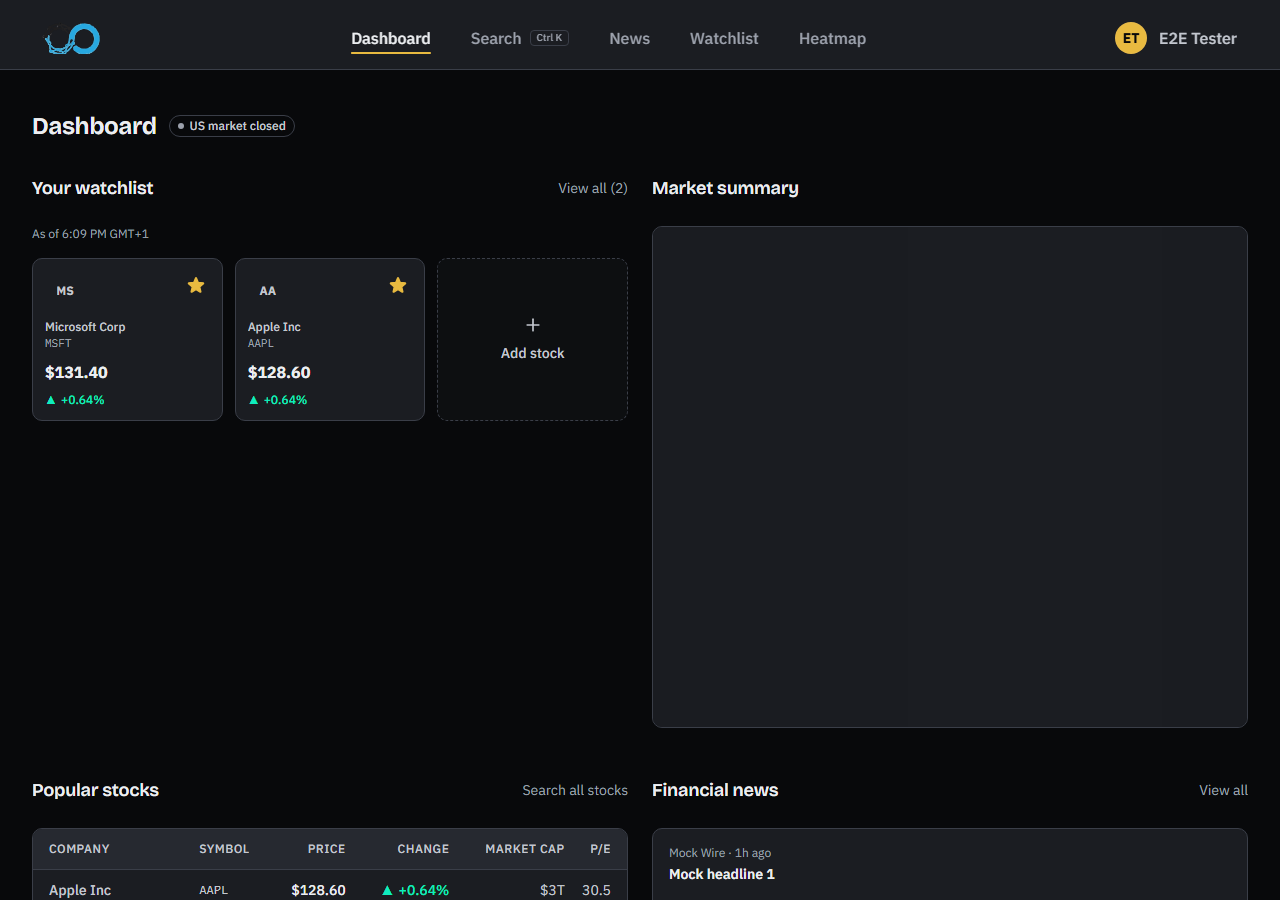 Dashboard
Search Ctrl K
News
Watchlist
Heatmap
ET E2E Tester
Dashboard
US market closed
Your watchlist
View all (2)
As of 6:09 PM GMT+1
MS
Microsoft Corp
MSFT
$131.40
▲ +0.64%
AA
Apple Inc
AAPL
$128.60
▲ +0.64%
+
Add stock
Market summary
Popular stocks
Search all stocks
COMPANY SYMBOL PRICE CHANGE MARKET CAP P/E
Apple Inc AAPL $128.60 ▲ +0.64% $3T 30.5
Financial news
View all
Mock Wire · 1h ago
Mock headline 1